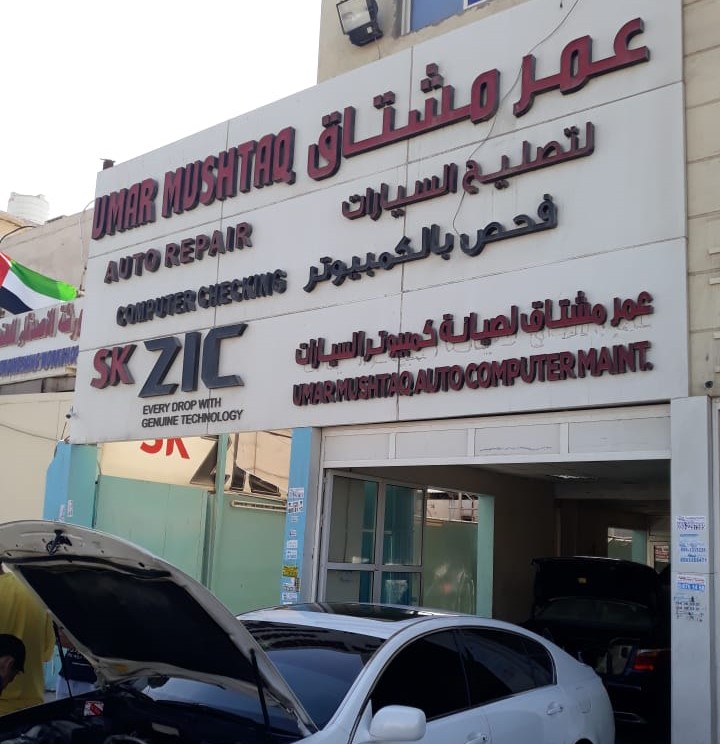 عمر مشتاق
UMAR MUSHTAQ
لتصليح السيارات
AUTO REPAIR
فحص بالكمبيوتر
COMPUTER CHECKING
SK ZIC
EVERY DROP WITH
GENUINE TECHNOLOGY
عمر مشتاق لصيانة كمبيوتر السيارات
UMAR MUSHTAQ AUTO COMPUTER MAINT.
SK